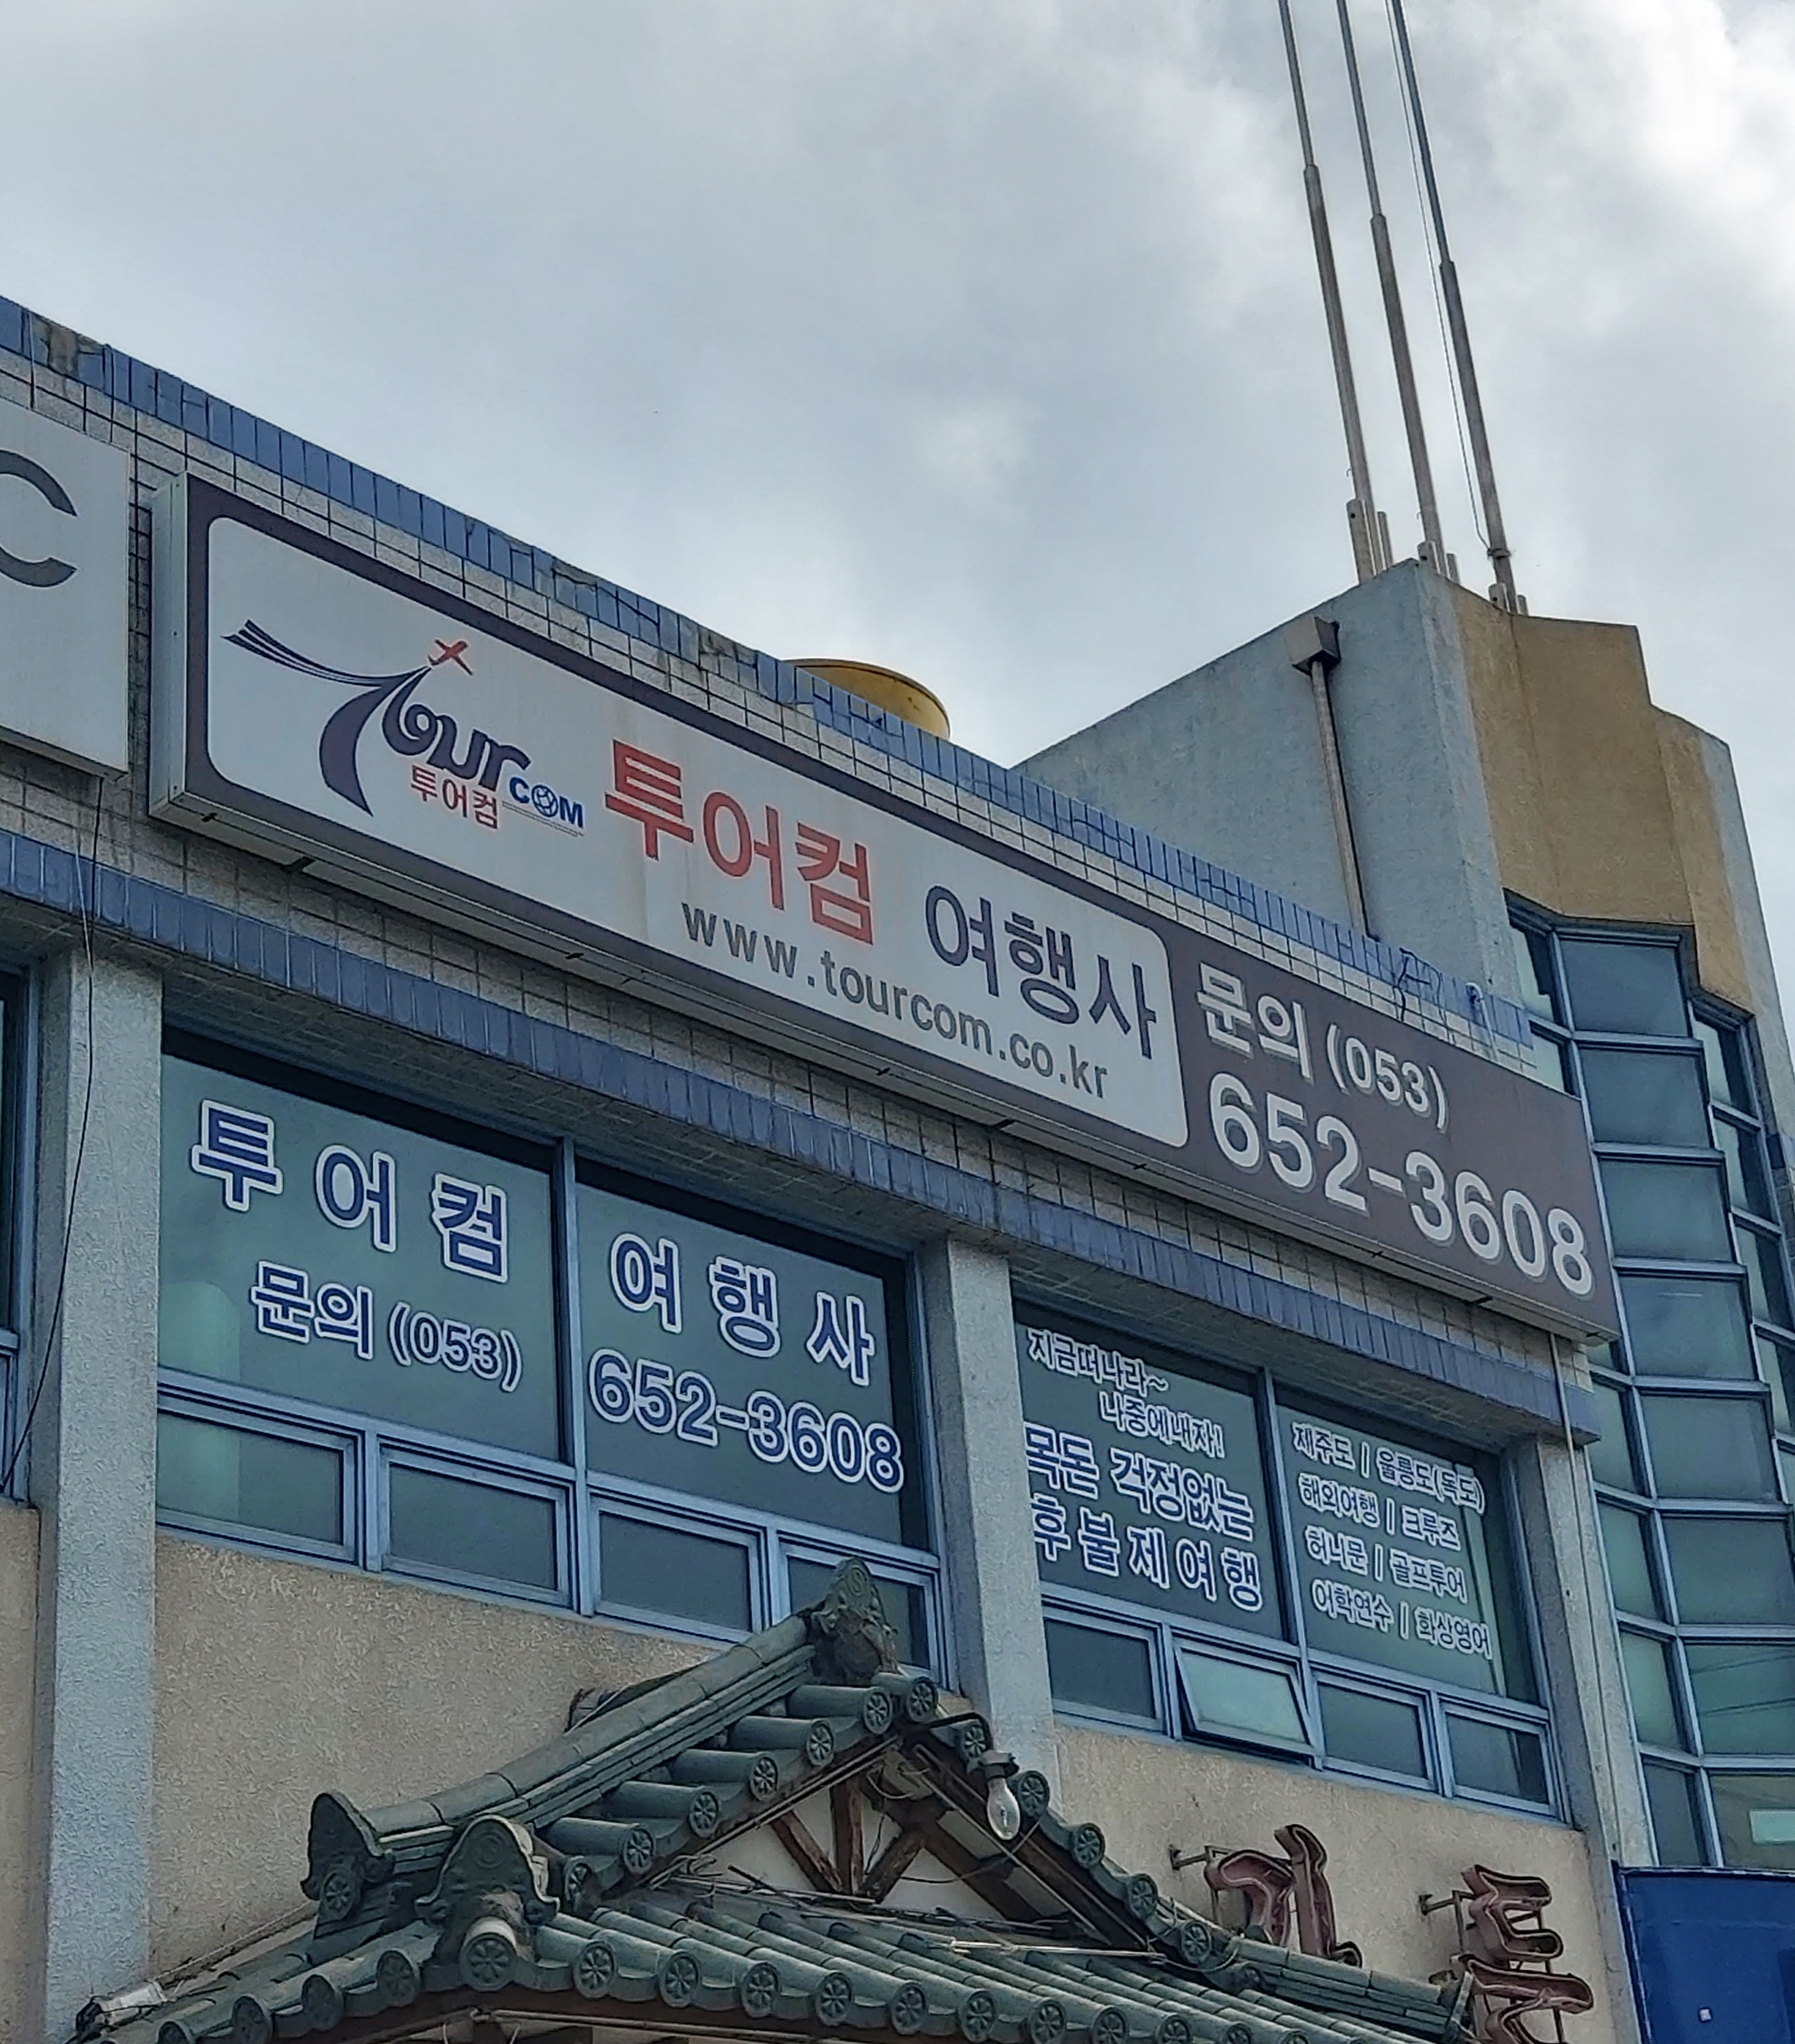 C
Tour COM
투어컴
투어컴 여행사
www.tourcom.co.kr
문의 (053)
652-3608
투어컴 여행사
문의 (053) 652-3608
지금떠나라~
나중에내자!
목돈 걱정없는
후불제여행
제주도 / 울릉도(독도)
해외여행 / 크루즈
허니문 / 골프투어
어학연수 / 화상영어
가든